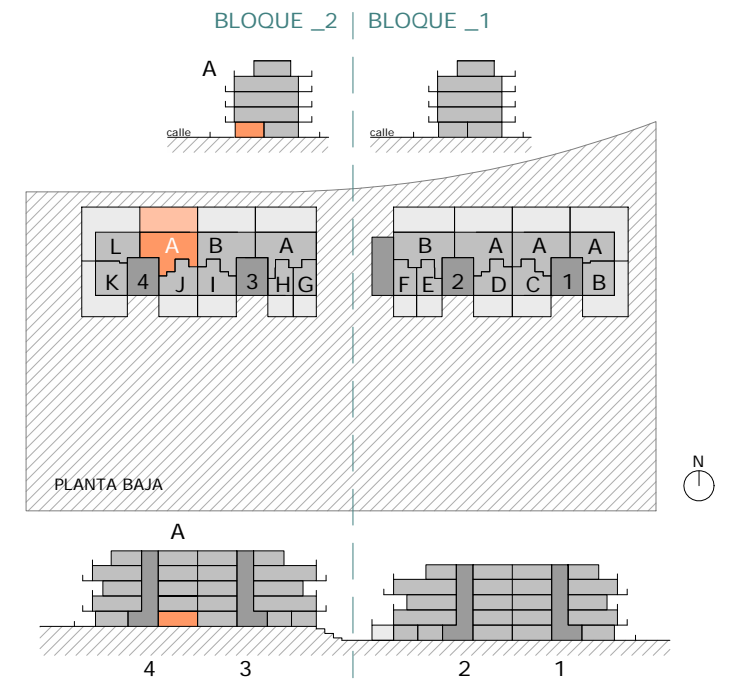 BLOQUE _2 BLOQUE _1
A
calle calle
L A B A B A A A
K 4 J I 3 H G F E 2 D C 1 B
N
PLANTA BAJA
A
4 3 2 1